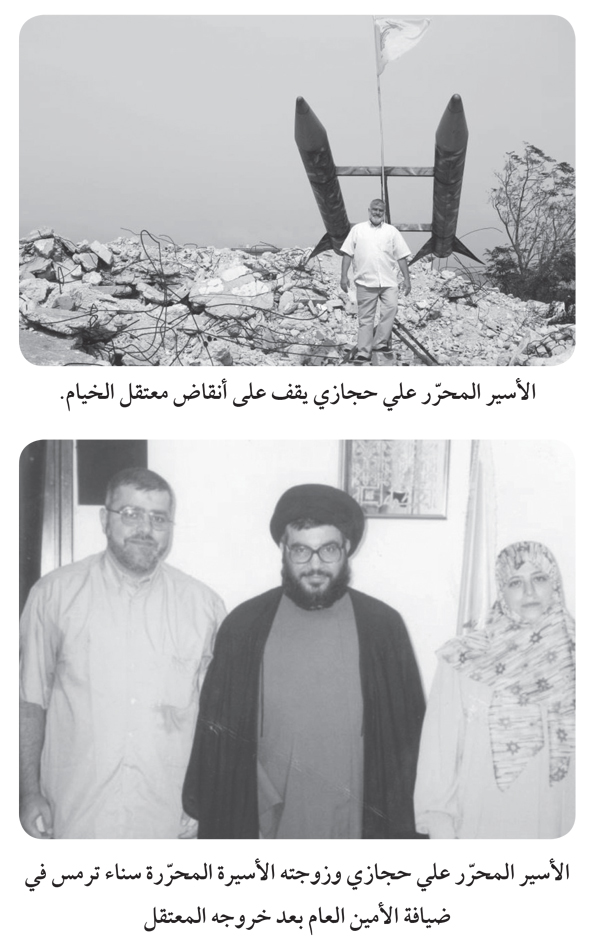 الأسير المحرّر علي حجازي يقف على أنقاض معتقل الخيام.
الأسير المحرّر علي حجازي وزوجته الأسيرة المحرّرة سناء ترمس في
ضيافة الأمين العام بعد خروجه المعتقل